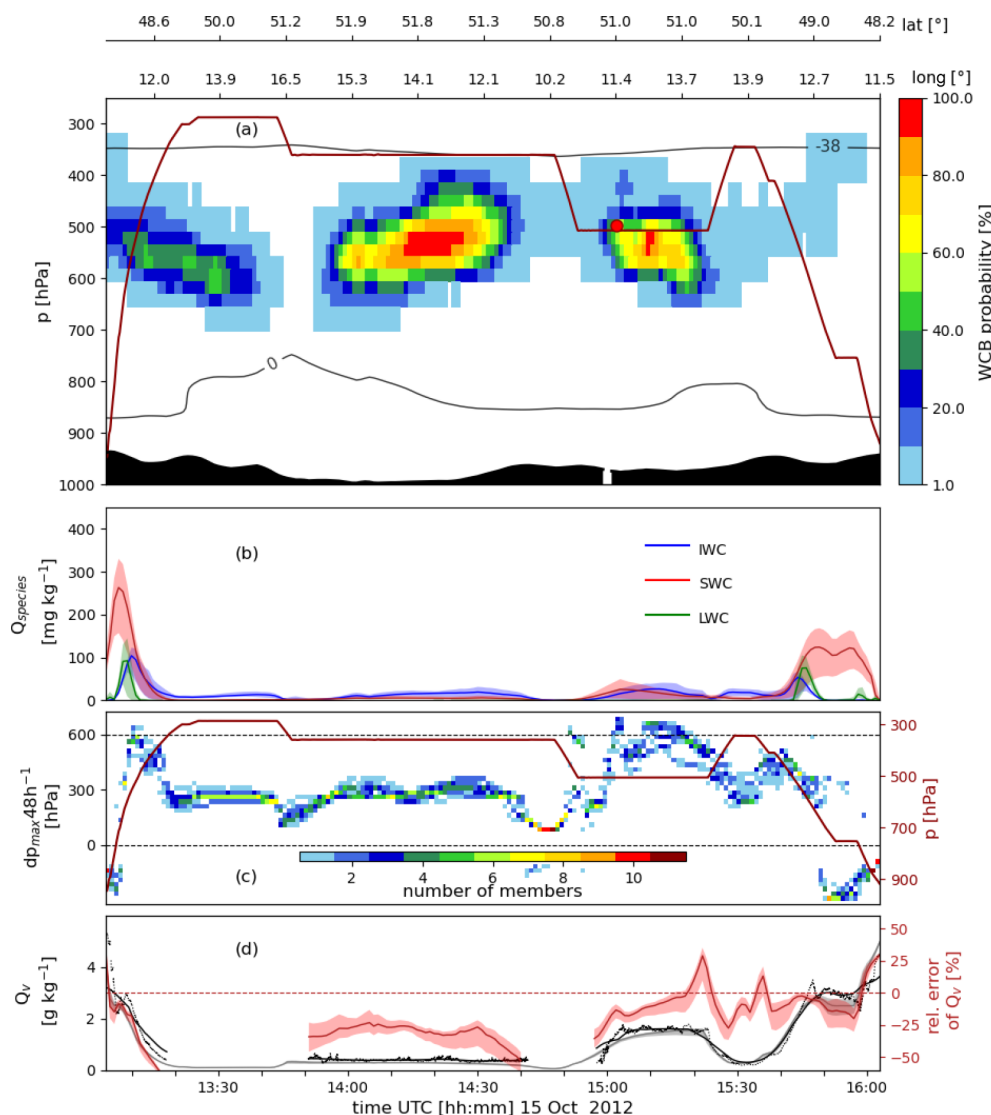 48.6 50.0 51.2 51.9 51.8 51.3 50.8 51.0 51.0 50.1 49.0 48.2 lat [°]
12.0 13.9 16.5 15.3 14.1 12.1 10.2 11.4 13.7 13.9 12.7 11.5 long [°]
(a)
-38
0
300
400
500
600
700
800
900
1000
p [hPa]
100.0
80.0
60.0
40.0
20.0
1.0
WCB probability [%]
(b)
IWC
SWC
LWC
400
300
200
100
0
Qspecies
[mg kg⁻¹]
600
300
0
dpmax48h⁻¹
[hPa]
300
500
700
900
p [hPa]
2 4 6 8 10
number of members
(c)
(d)
4
2
0
Qv
[g kg⁻¹]
50
25
0
−25
−50
rel. error
of Qv [%]
13:30 14:00 14:30 15:00 15:30 16:00
time UTC [hh:mm] 15 Oct 2012